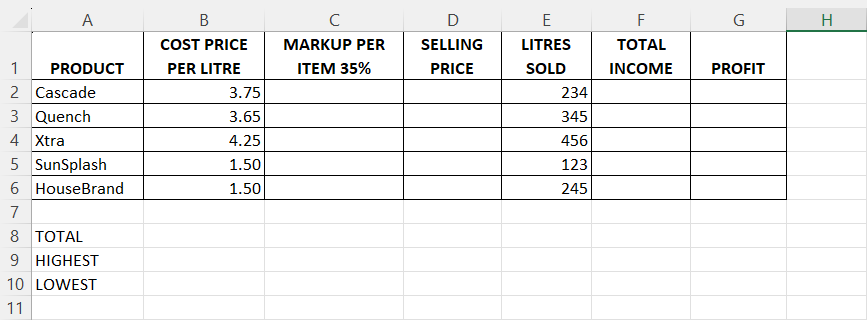 A B C D E F G H
1 PRODUCT COST PRICE PER LITRE MARKUP PER ITEM 35% SELLING PRICE LITRES SOLD TOTAL INCOME PROFIT
2 Cascade 3.75 234
3 Quench 3.65 345
4 Xtra 4.25 456
5 SunSplash 1.50 123
6 HouseBrand 1.50 245
7
8 TOTAL
9 HIGHEST
10 LOWEST
11